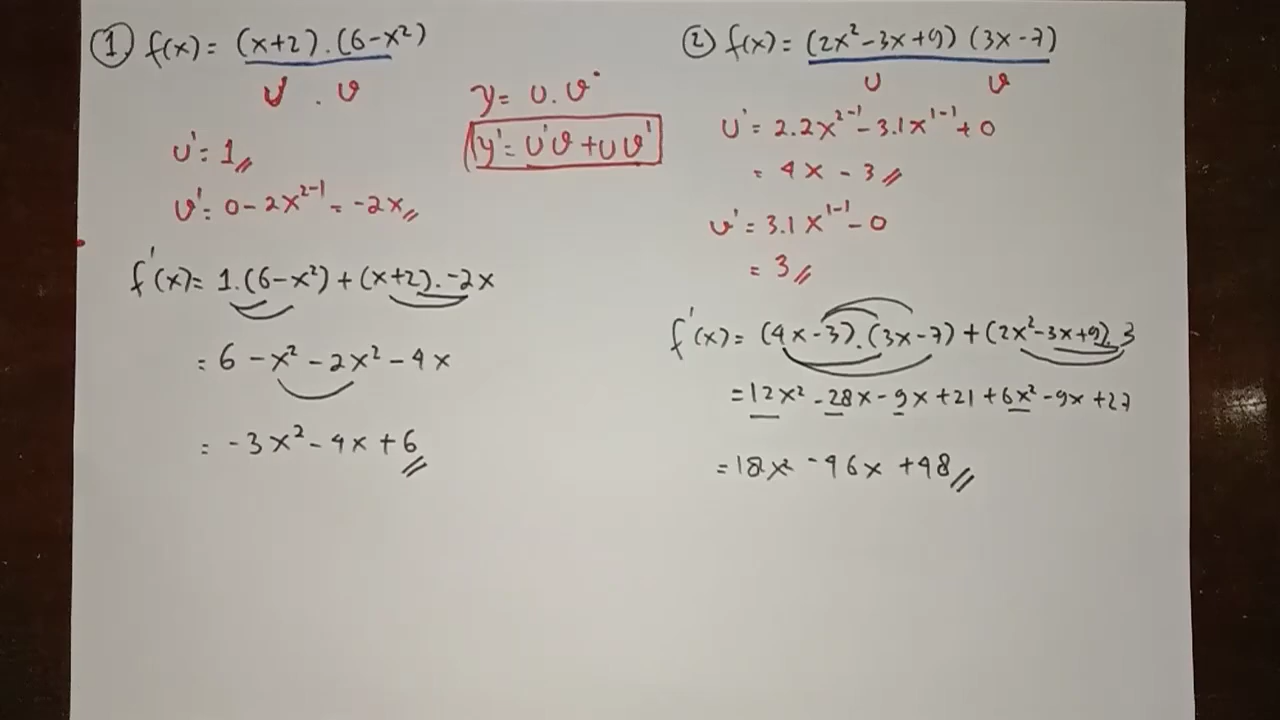 ① f(x) = (x+2) . (6-x²)
U . V
y = U.V
y' = U'V + UV'
U' = 1
V' = 0 - 2x²⁻¹ = -2x
f'(x) = 1.(6-x²) + (x+2). -2x
= 6 - x² - 2x² - 4x
= -3x² - 4x + 6
② f(x) = (2x² - 3x + 9) (3x - 7)
U V
U' = 2.2x²⁻¹ - 3.1x¹⁻¹ + 0
= 4x - 3
V' = 3.1x¹⁻¹ - 0
= 3
f'(x) = (4x-3).(3x-7) + (2x²-3x+9).3
= 12x² - 28x - 9x + 21 + 6x² - 9x + 27
= 18x² - 46x + 48